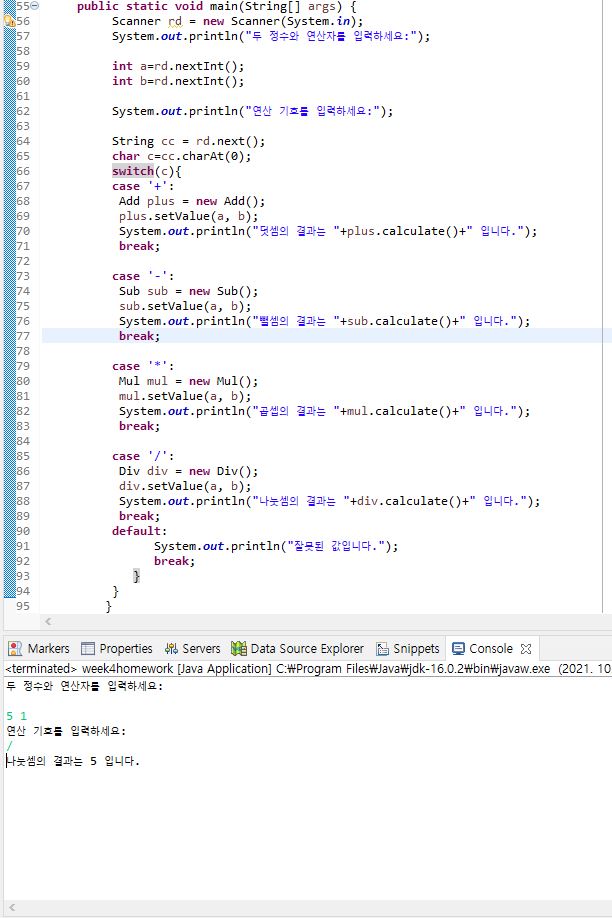 55 public static void main(String[] args) {
56 Scanner rd = new Scanner(System.in);
57 System.out.println("두 정수와 연산자를 입력하세요:");
58
59 int a=rd.nextInt();
60 int b=rd.nextInt();
61
62 System.out.println("연산 기호를 입력하세요:");
63
64 String cc = rd.next();
65 char c=cc.charAt(0);
66 switch(c){
67 case '+':
68 Add plus = new Add();
69 plus.setValue(a, b);
70 System.out.println("덧셈의 결과는 "+plus.calculate()+" 입니다.");
71 break;
72
73 case '-':
74 Sub sub = new Sub();
75 sub.setValue(a, b);
76 System.out.println("뺄셈의 결과는 "+sub.calculate()+" 입니다.");
77 break;
78
79 case '*':
80 Mul mul = new Mul();
81 mul.setValue(a, b);
82 System.out.println("곱셉의 결과는 "+mul.calculate()+" 입니다.");
83 break;
84
85 case '/':
86 Div div = new Div();
87 div.setValue(a, b);
88 System.out.println("나눗셈의 결과는 "+div.calculate()+" 입니다.");
89 break;
90 default:
91 System.out.println("잘못된 값입니다.");
92 break;
93 }
94 }
95 }
Markers Properties Servers Data Source Explorer Snippets Console
<terminated> week4homework [Java Application] C:₩Program Files₩Java₩jdk-16.0.2₩bin₩javaw.exe (2021. 10
두 정수와 연산자를 입력하세요:
5 1
연산 기호를 입력하세요:
/
나눗셈의 결과는 5 입니다.